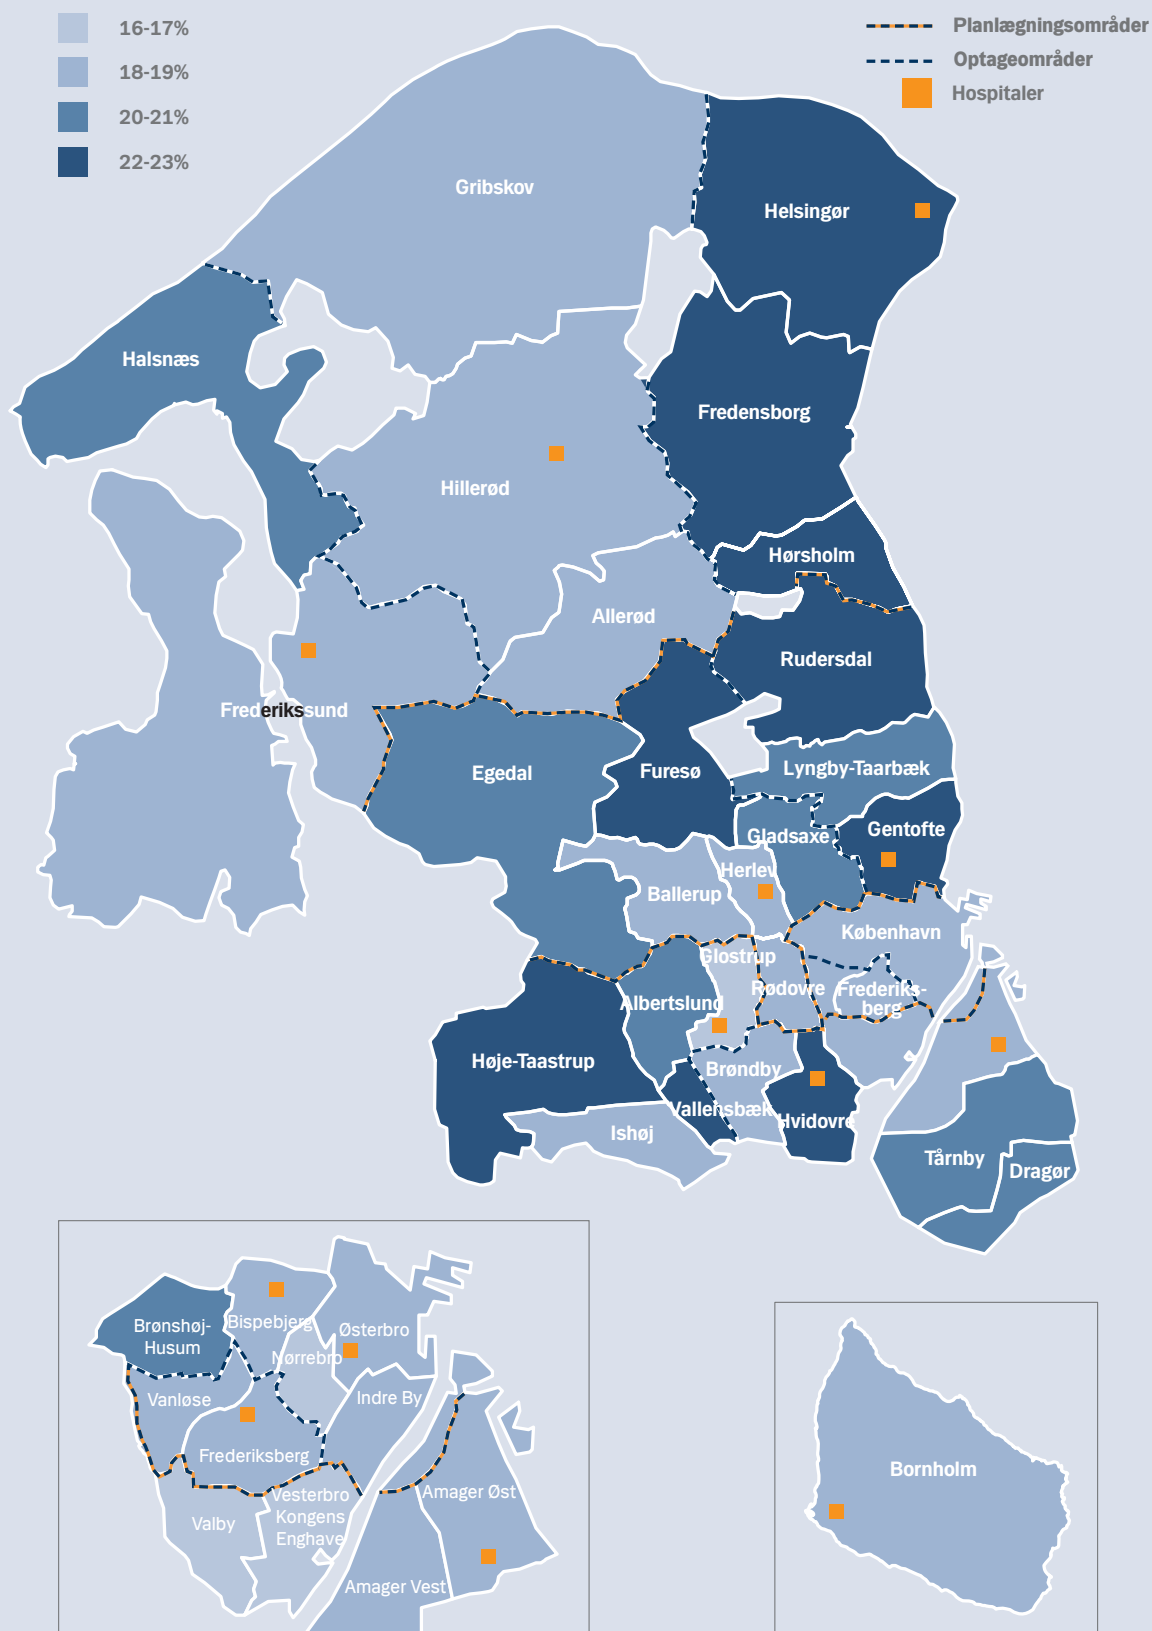 16-17%
18-19%
20-21%
22-23%
Planlægningsområder
Optageområder
Hospitaler
Gribskov
Helsingør
Halsnæs
Fredensborg
Hillerød
Hørsholm
Allerød
Rudersdal
Frederikssund
Egedal
Furesø
Lyngby-Taarbæk
Gladsaxe
Gentofte
Herlev
Ballerup
København
Glostrup
Rødovre
Frederiks-
berg
Albertslund
Høje-Taastrup
Brøndby
Vallensbæk
Hvidovre
Ishøj
Tårnby
Dragør
Brønshøj-
Husum
Bispebjerg
Østerbro
Nørrebro
Vanløse
Indre By
Frederiksberg
Vesterbro
Kongens
Enghave
Valby
Amager Øst
Amager Vest
Bornholm